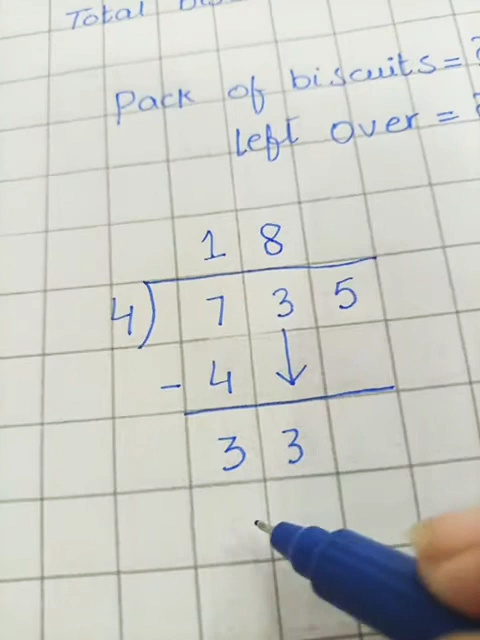 Total
Pack of biscuits = ?
left over = ?
1 8
4) 7 3 5
- 4 ↓
3 3